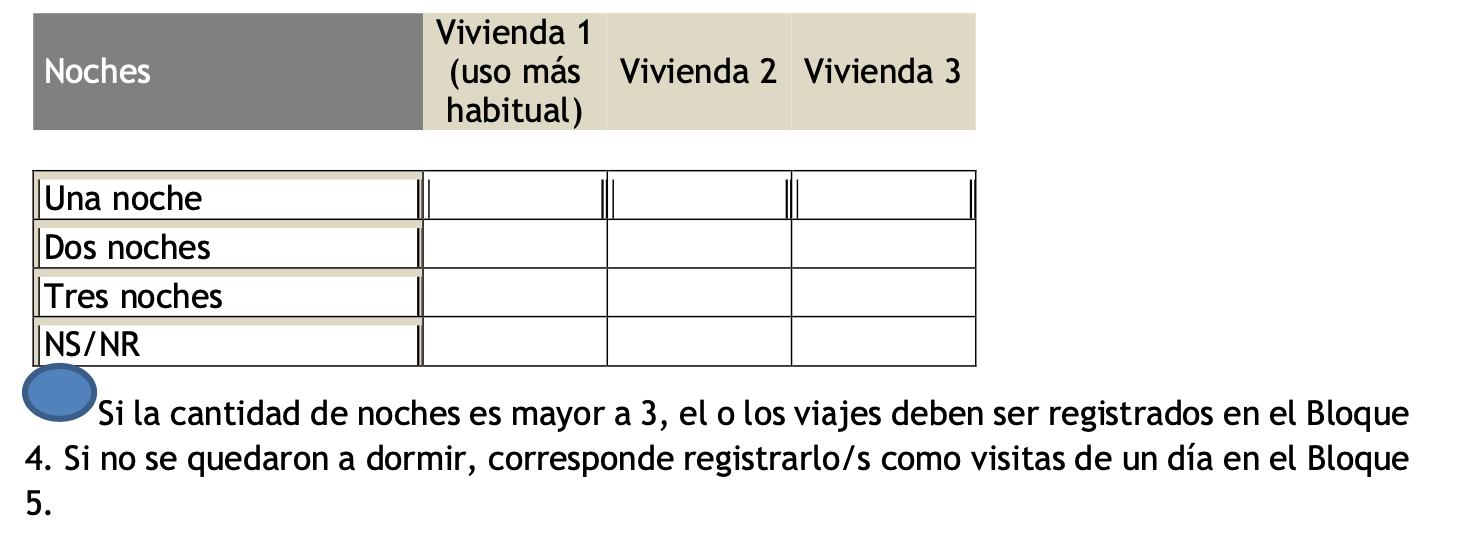 Noches
Vivienda 1
(uso más
habitual)
Vivienda 2
Vivienda 3
Una noche
Dos noches
Tres noches
NS/NR
Si la cantidad de noches es mayor a 3, el o los viajes deben ser registrados en el Bloque
4. Si no se quedaron a dormir, corresponde registrarlo/s como visitas de un día en el Bloque
5.